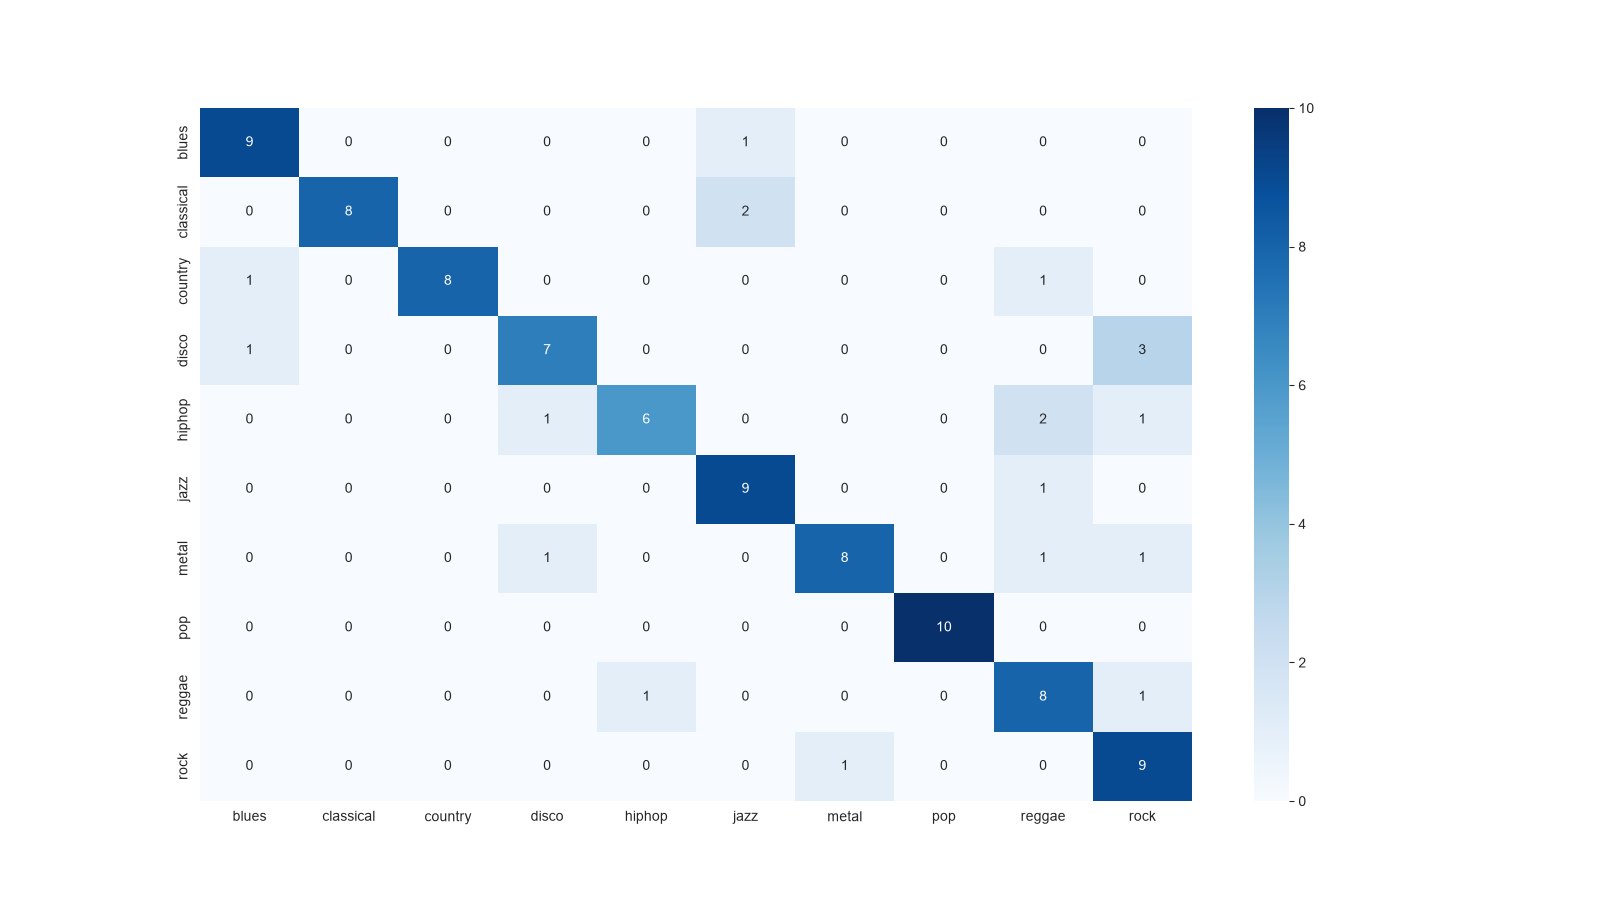 blues 9 0 0 0 0 1 0 0 0 0
classical 0 8 0 0 0 2 0 0 0 0
country 1 0 8 0 0 0 0 0 1 0
disco 1 0 0 7 0 0 0 0 0 3
hiphop 0 0 0 1 6 0 0 0 2 1
jazz 0 0 0 0 0 9 0 0 1 0
metal 0 0 0 1 0 0 8 0 1 1
pop 0 0 0 0 0 0 0 10 0 0
reggae 0 0 0 0 1 0 0 0 8 1
rock 0 0 0 0 0 0 1 0 0 9
blues classical country disco hiphop jazz metal pop reggae rock
10
8
6
4
2
0